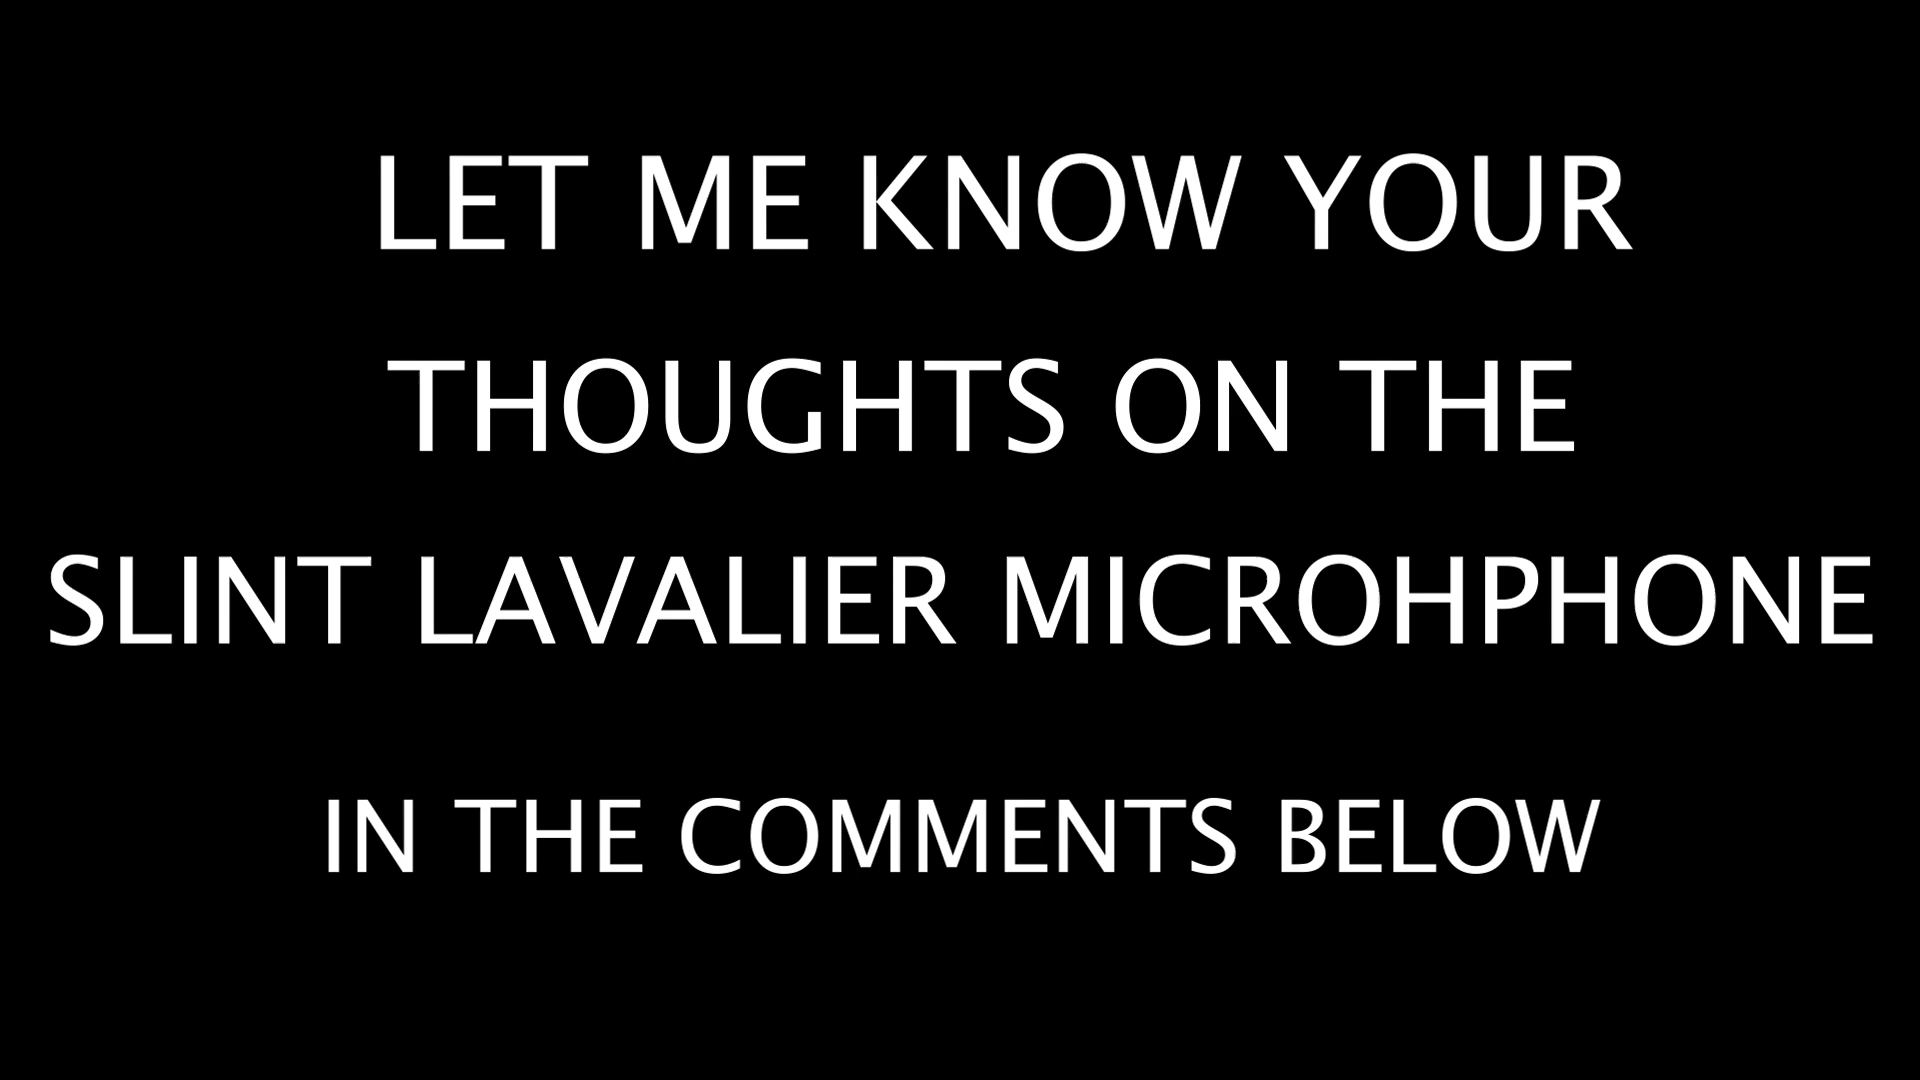 LET ME KNOW YOUR
THOUGHTS ON THE
SLINT LAVALIER MICROHPHONE
IN THE COMMENTS BELOW